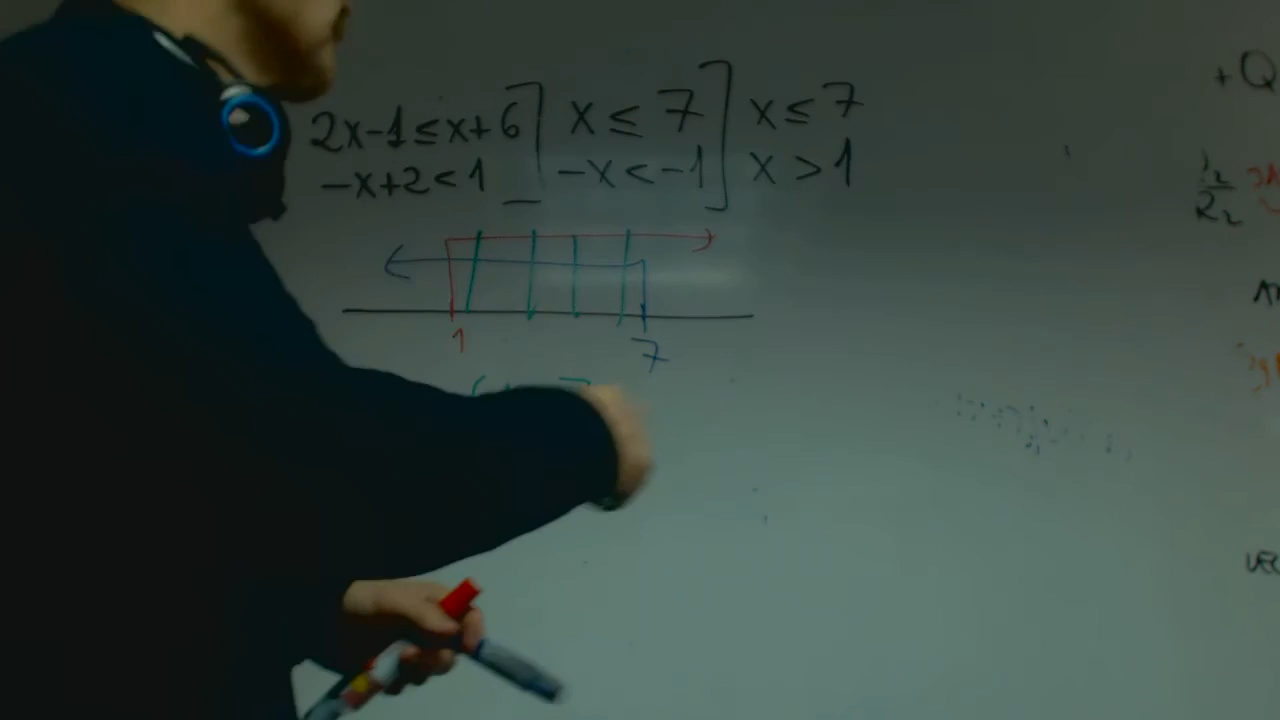 2x-1≤x+6] x ≤ 7] x ≤ 7
-x+2<1 -x<-1 x >1
1 7
+Q